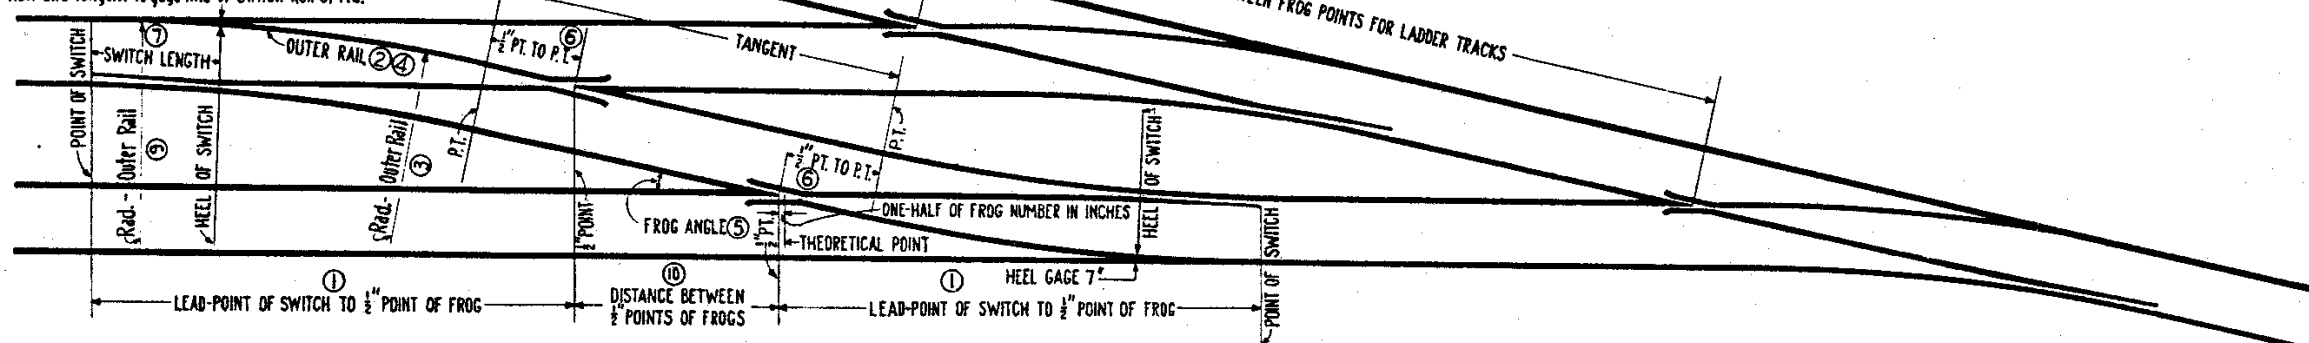 FROG POINTS FOR LADDER TRACKS
⑦
SWITCH LENGTH
OUTER RAIL ②④
½" PT. TO P.T.
⑥
TANGENT
POINT OF SWITCH
Rad.- Outer Rail
⑨
HEEL OF SWITCH
Rad.- Outer Rail
③
P.T.
P.T.
½" PT. TO P.T.
⑥
HEEL OF SWITCH
½" POINT
FROG ANGLE ⑤
½" PT.
ONE-HALF OF FROG NUMBER IN INCHES
THEORETICAL POINT
HEEL GAGE 7"
POINT OF SWITCH
①
LEAD-POINT OF SWITCH TO ½" POINT OF FROG
⑩
DISTANCE BETWEEN
½" POINTS OF FROGS
①
LEAD-POINT OF SWITCH TO ½" POINT OF FROG